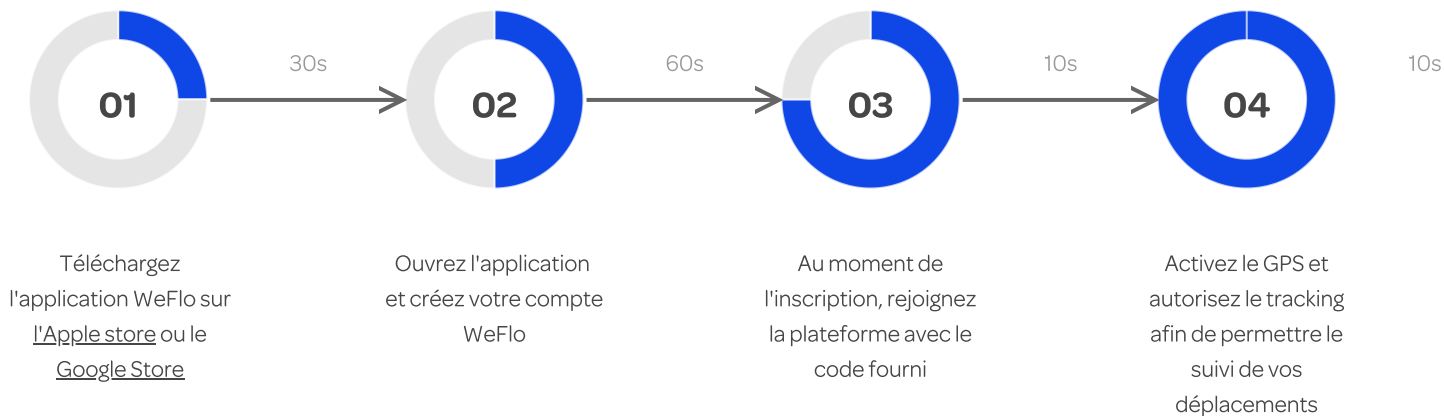 30s
60s
10s
10s
01
02
03
04
Téléchargez
l'application WeFlo sur
l'Apple store ou le
Google Store
Ouvrez l'application
et créez votre compte
WeFlo
Au moment de
l'inscription, rejoignez
la plateforme avec le
code fourni
Activez le GPS et
autorisez le tracking
afin de permettre le
suivi de vos
déplacements